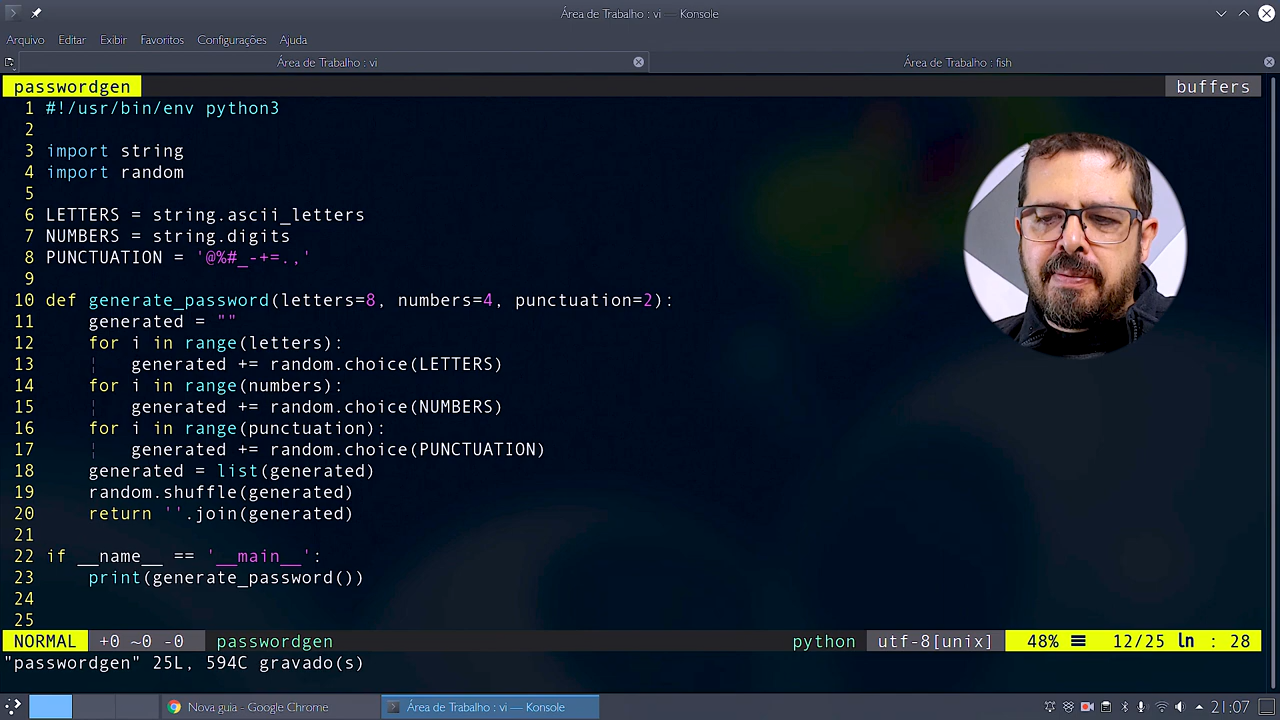 Área de Trabalho : vi — Konsole
Arquivo Editar Exibir Favoritos Configurações Ajuda
Área de Trabalho : vi
Área de Trabalho : fish
passwordgen
buffers
1 #!/usr/bin/env python3
2
3 import string
4 import random
5
6 LETTERS = string.ascii_letters
7 NUMBERS = string.digits
8 PUNCTUATION = '@%#_-+=.,'
9
10 def generate_password(letters=8, numbers=4, punctuation=2):
11     generated = ""
12     for i in range(letters):
13         generated += random.choice(LETTERS)
14     for i in range(numbers):
15         generated += random.choice(NUMBERS)
16     for i in range(punctuation):
17         generated += random.choice(PUNCTUATION)
18     generated = list(generated)
19     random.shuffle(generated)
20     return ''.join(generated)
21
22 if __name__ == '__main__':
23     print(generate_password())
24
25
NORMAL +0 ~0 -0 passwordgen python utf-8[unix] 48% ≡ 12/25 ln : 28
"passwordgen" 25L, 594C gravado(s)
Nova guia - Google Chrome
Área de Trabalho : vi — Konsole
21:07